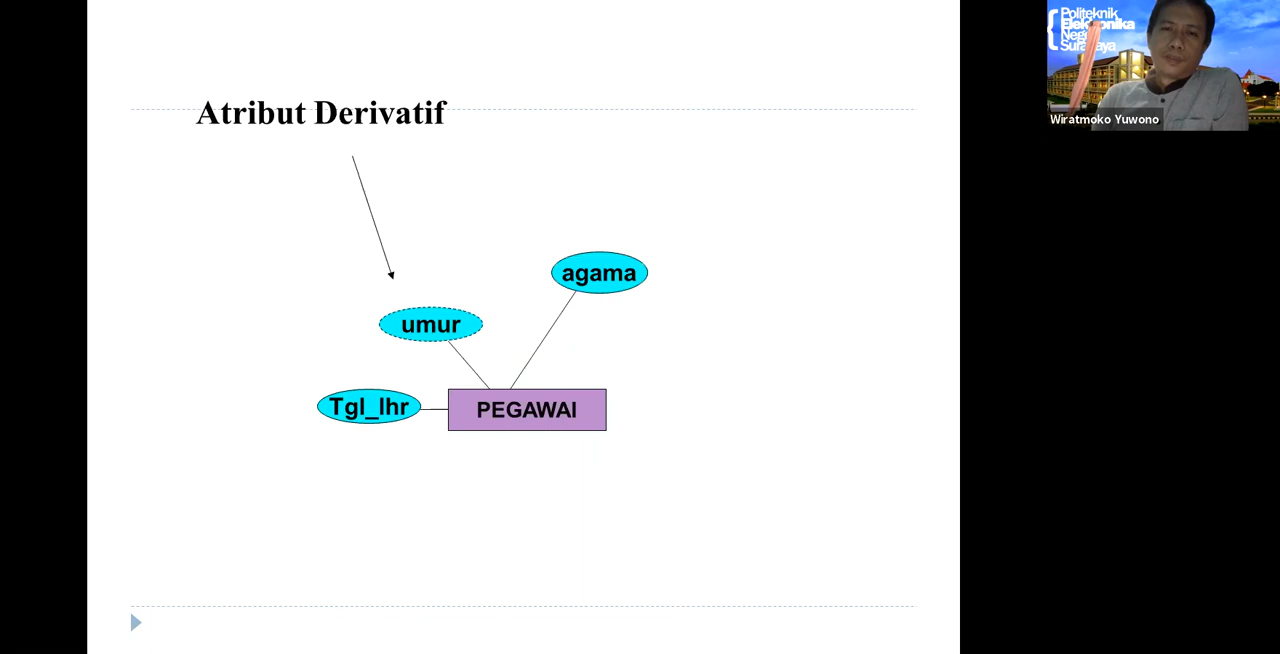 Atribut Derivatif
agama
umur
Tgl_lhr
PEGAWAI
Politeknik
Elektronika
Negeri
Surabaya
Wiratmoko Yuwono